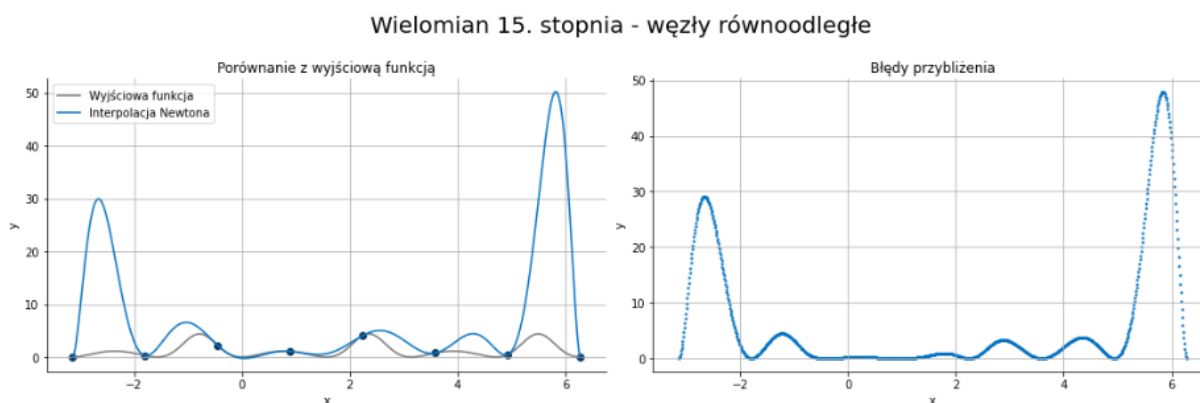 Wielomian 15. stopnia - węzły równoodległe
Porównanie z wyjściową funkcją
Wyjściowa funkcja
Interpolacja Newtona
50
40
30
20
10
0
y
−2
0
2
4
6
x
Błędy przybliżenia
50
40
30
20
10
0
y
−2
0
2
4
6
x